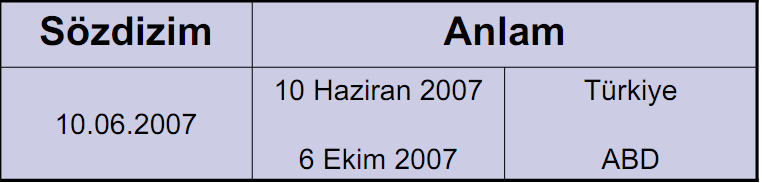 Sözdizim Anlam
10 Haziran 2007 Türkiye
10.06.2007
6 Ekim 2007 ABD